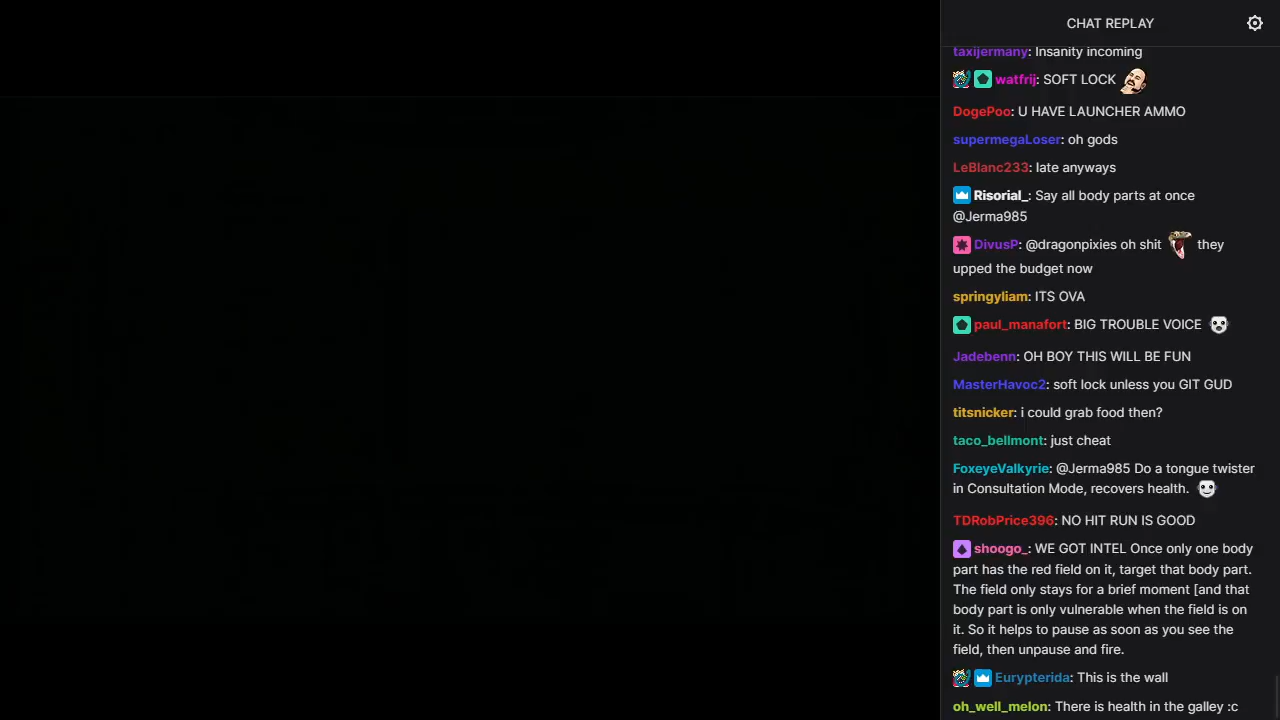 CHAT REPLAY
taxijermany: Insanity incoming
watfrij: SOFT LOCK
DogePoo: U HAVE LAUNCHER AMMO
supermegaLoser: oh gods
LeBlanc233: late anyways
Risorial_: Say all body parts at once
@Jerma985
DivusP: @dragonpixies oh shit they
upped the budget now
springyliam: ITS OVA
paul_manafort: BIG TROUBLE VOICE
Jadebenn: OH BOY THIS WILL BE FUN
MasterHavoc2: soft lock unless you GIT GUD
titsnicker: i could grab food then?
taco_bellmont: just cheat
FoxeyeValkyrie: @Jerma985 Do a tongue twister
in Consultation Mode, recovers health.
TDRobPrice396: NO HIT RUN IS GOOD
shoogo_: WE GOT INTEL Once only one body
part has the red field on it, target that body part.
The field only stays for a brief moment [and that
body part is only vulnerable when the field is on
it. So it helps to pause as soon as you see the
field, then unpause and fire.
Eurypterida: This is the wall
oh_well_melon: There is health in the galley :c